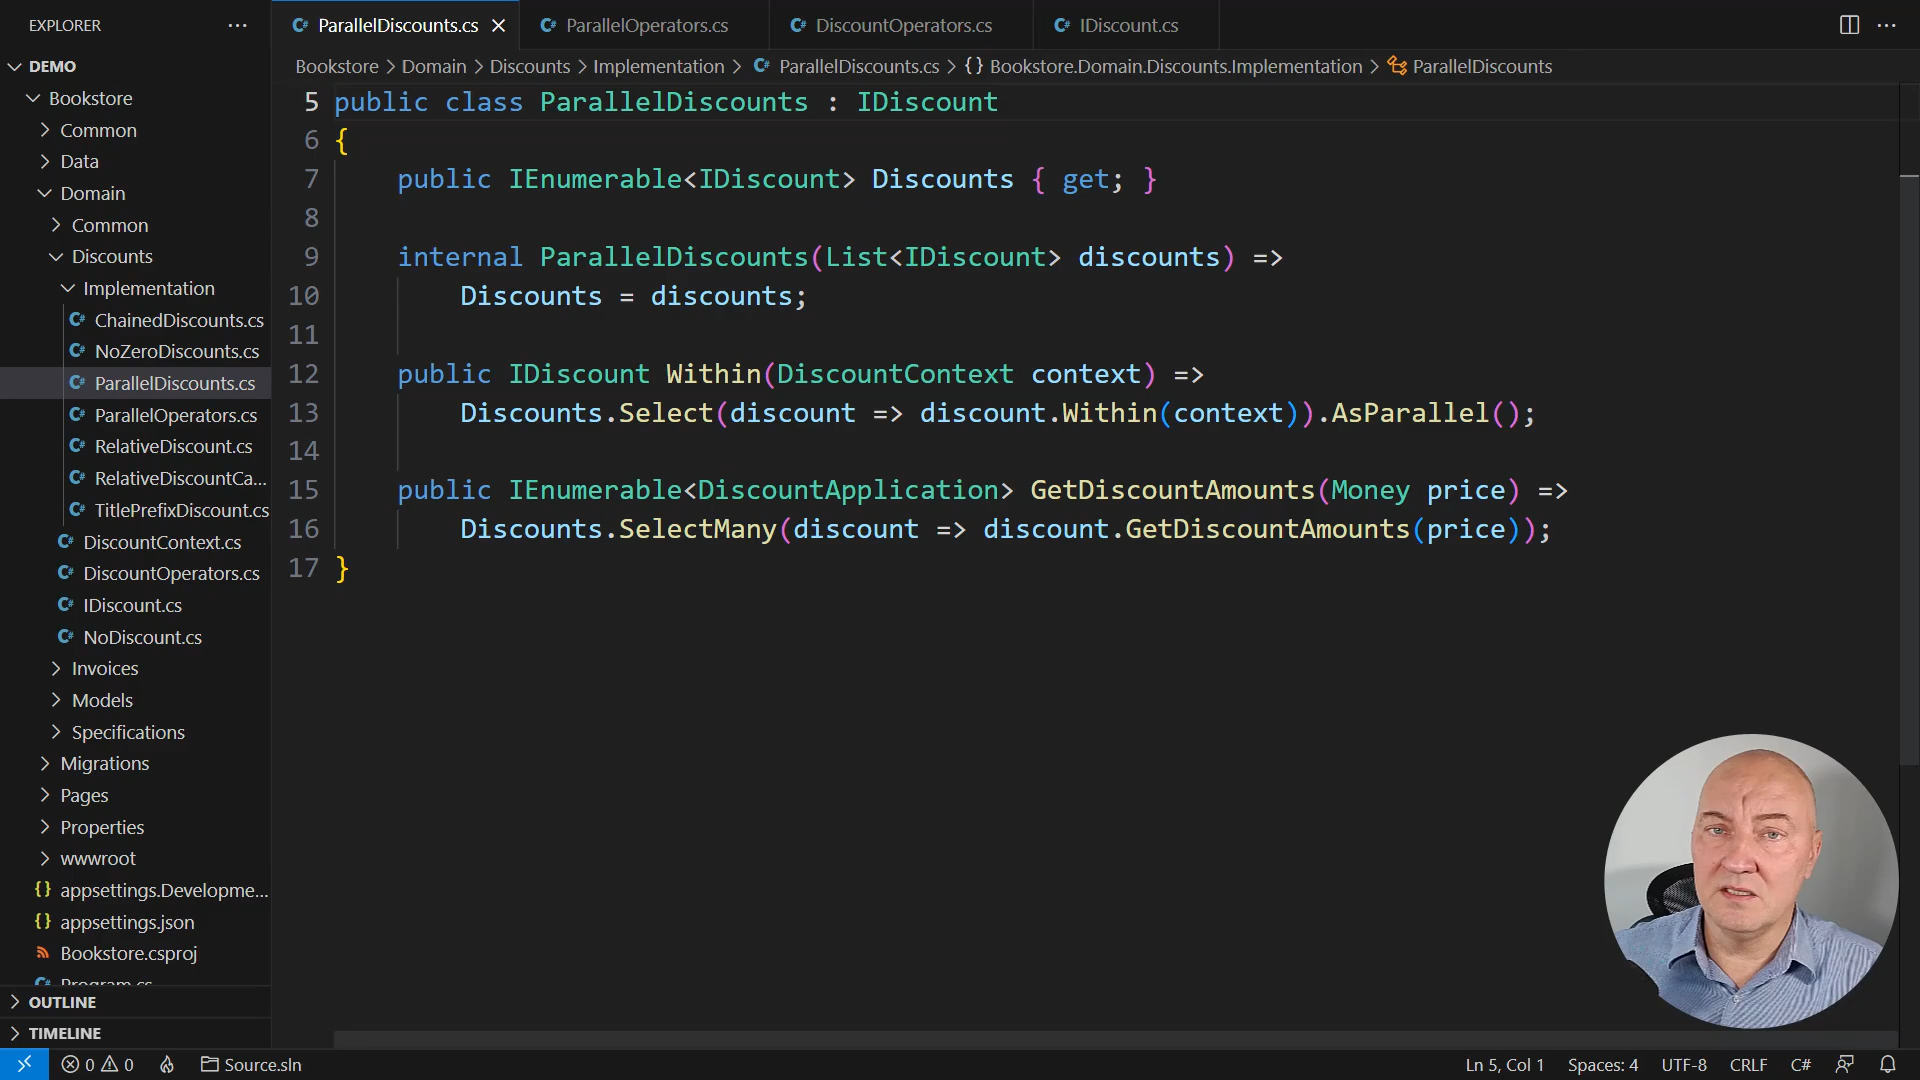 EXPLORER
DEMO
Bookstore
Common
Data
Domain
Common
Discounts
Implementation
ChainedDiscounts.cs
NoZeroDiscounts.cs
ParallelDiscounts.cs
ParallelOperators.cs
RelativeDiscount.cs
RelativeDiscountCa...
TitlePrefixDiscount.cs
DiscountContext.cs
DiscountOperators.cs
IDiscount.cs
NoDiscount.cs
Invoices
Models
Specifications
Migrations
Pages
Properties
wwwroot
appsettings.Developme...
appsettings.json
Bookstore.csproj
Program.cs
OUTLINE
TIMELINE
ParallelDiscounts.cs ParallelOperators.cs DiscountOperators.cs IDiscount.cs
Bookstore > Domain > Discounts > Implementation > ParallelDiscounts.cs > {} Bookstore.Domain.Discounts.Implementation > ParallelDiscounts
5 public class ParallelDiscounts : IDiscount
6 {
7     public IEnumerable<IDiscount> Discounts { get; }
8
9     internal ParallelDiscounts(List<IDiscount> discounts) =>
10         Discounts = discounts;
11
12     public IDiscount Within(DiscountContext context) =>
13         Discounts.Select(discount => discount.Within(context)).AsParallel();
14
15     public IEnumerable<DiscountApplication> GetDiscountAmounts(Money price) =>
16         Discounts.SelectMany(discount => discount.GetDiscountAmounts(price));
17 }
0 0 Source.sln Ln 5, Col 1 Spaces: 4 UTF-8 CRLF C#